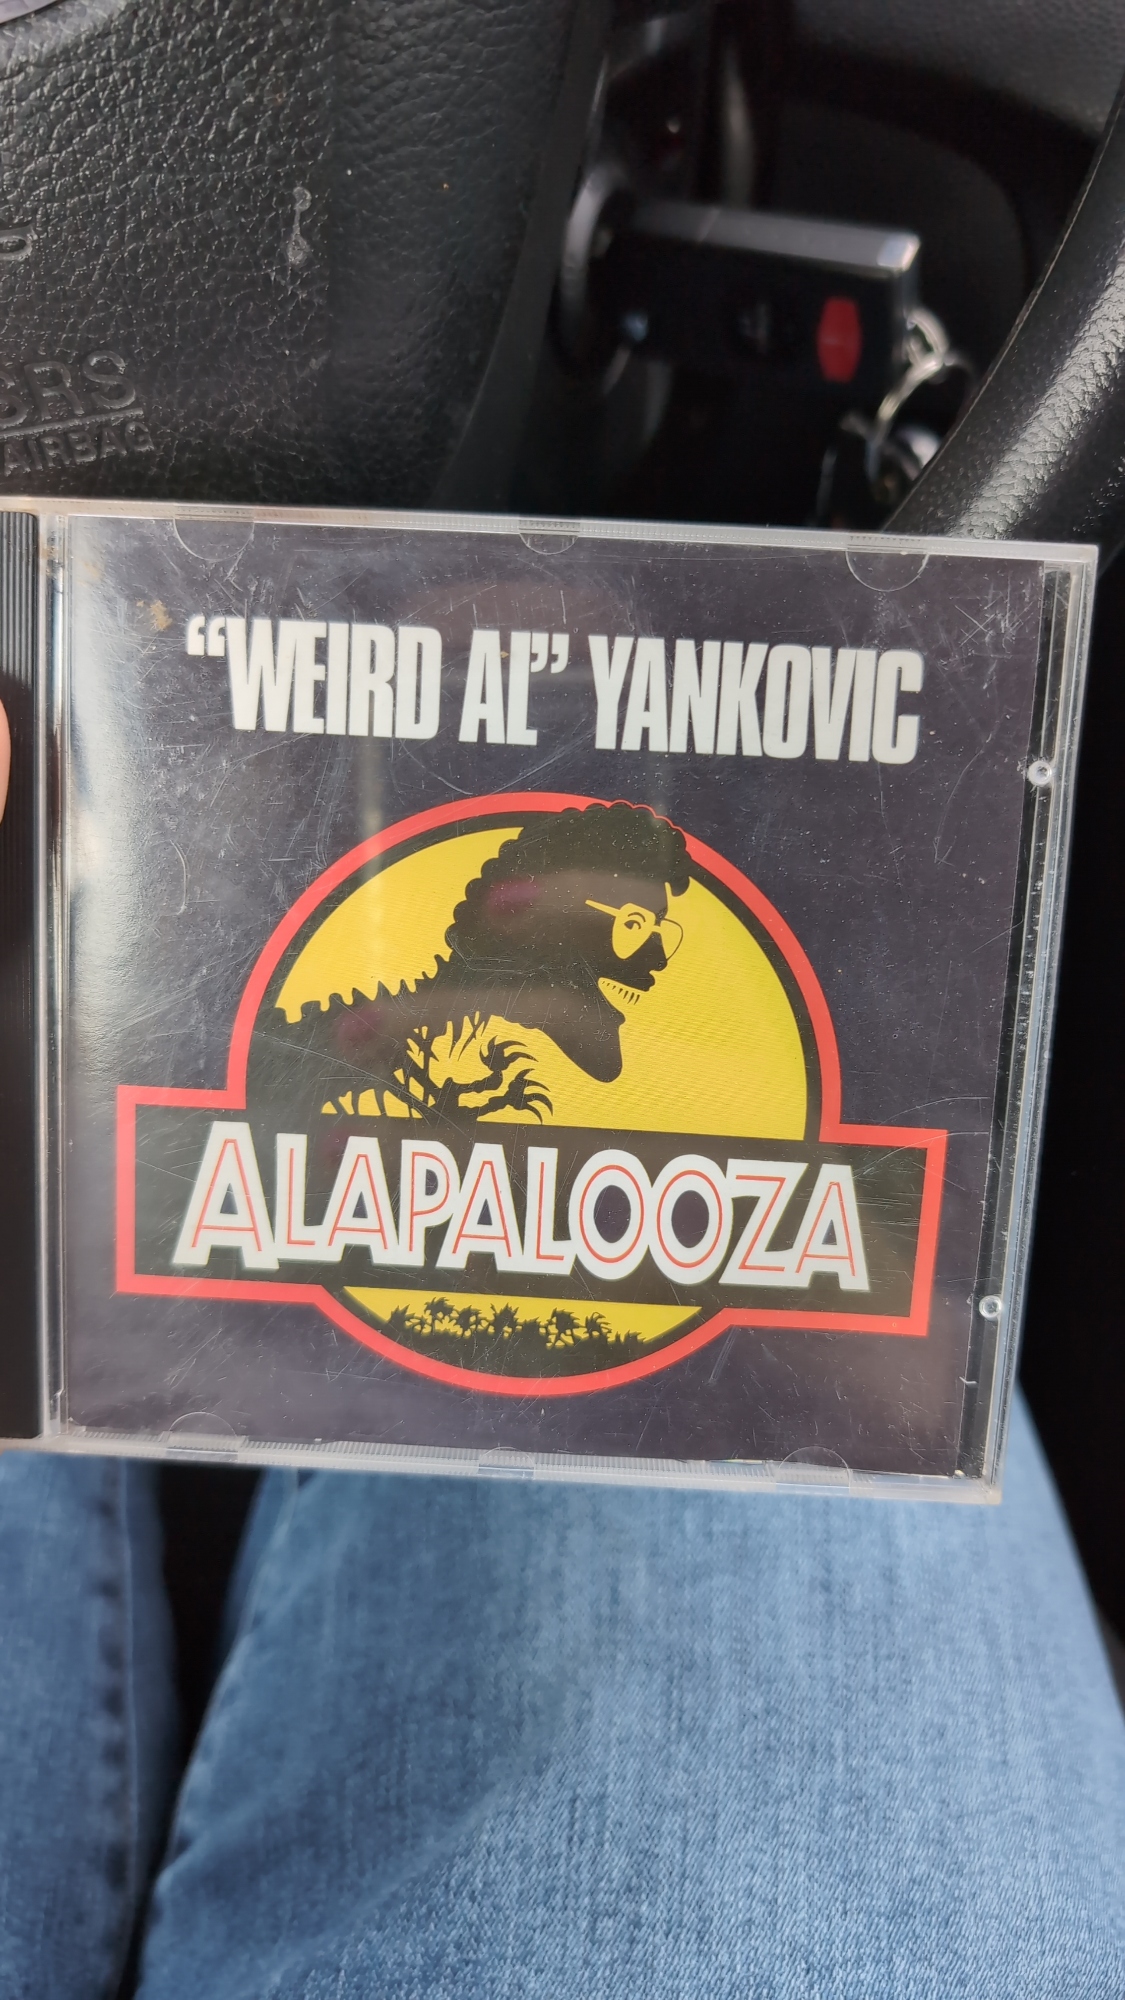 SRS
AIRBAG
“WEIRD AL” YANKOVIC
ALAPALOOZA